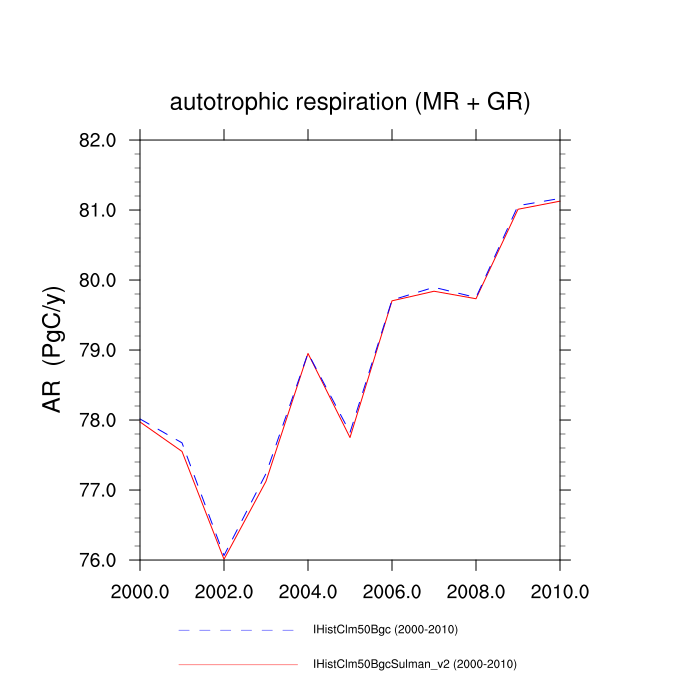 autotrophic respiration (MR + GR)
82.0
81.0
80.0
79.0
78.0
77.0
76.0
AR (PgC/y)
2000.0 2002.0 2004.0 2006.0 2008.0 2010.0
IHistClm50Bgc (2000-2010)
IHistClm50BgcSulman_v2 (2000-2010)